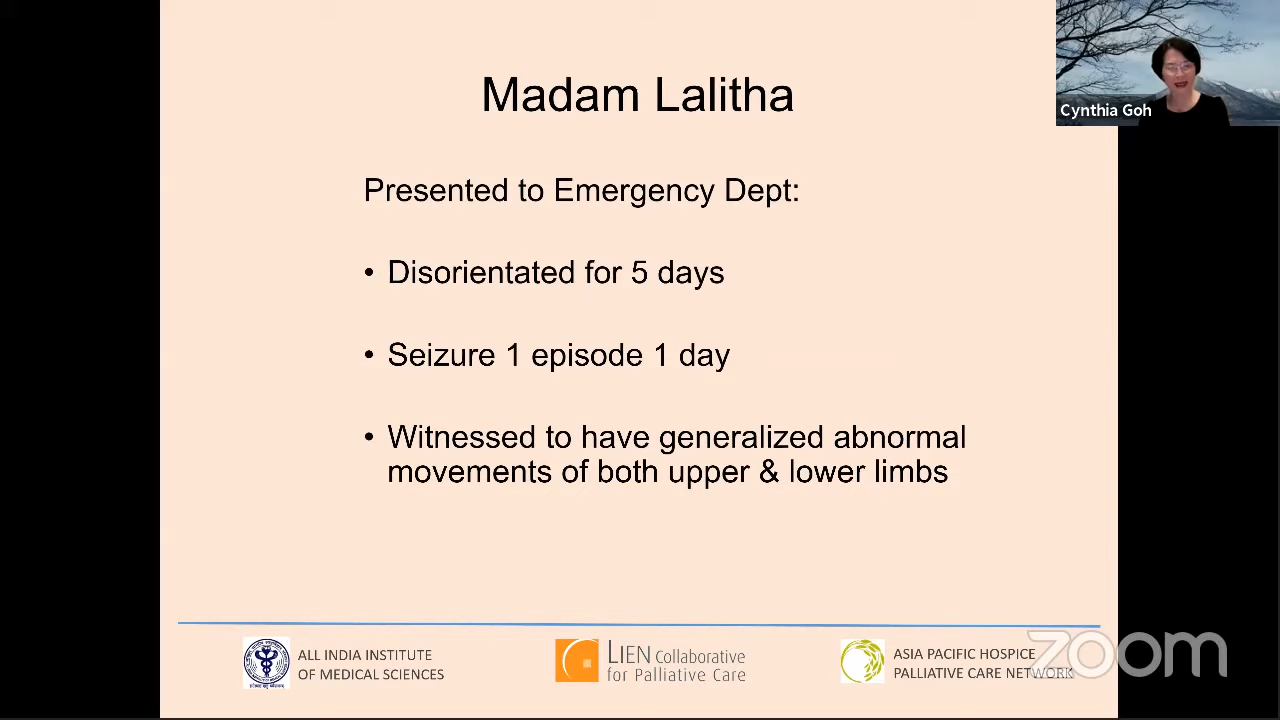 Madam Lalitha
Cynthia Goh
Presented to Emergency Dept:
• Disorientated for 5 days
• Seizure 1 episode 1 day
• Witnessed to have generalized abnormal
movements of both upper & lower limbs
ALL INDIA INSTITUTE
OF MEDICAL SCIENCES
LIEN Collaborative
for Palliative Care
ASIA PACIFIC HOSPICE
PALLIATIVE CARE NETWORK
zoom